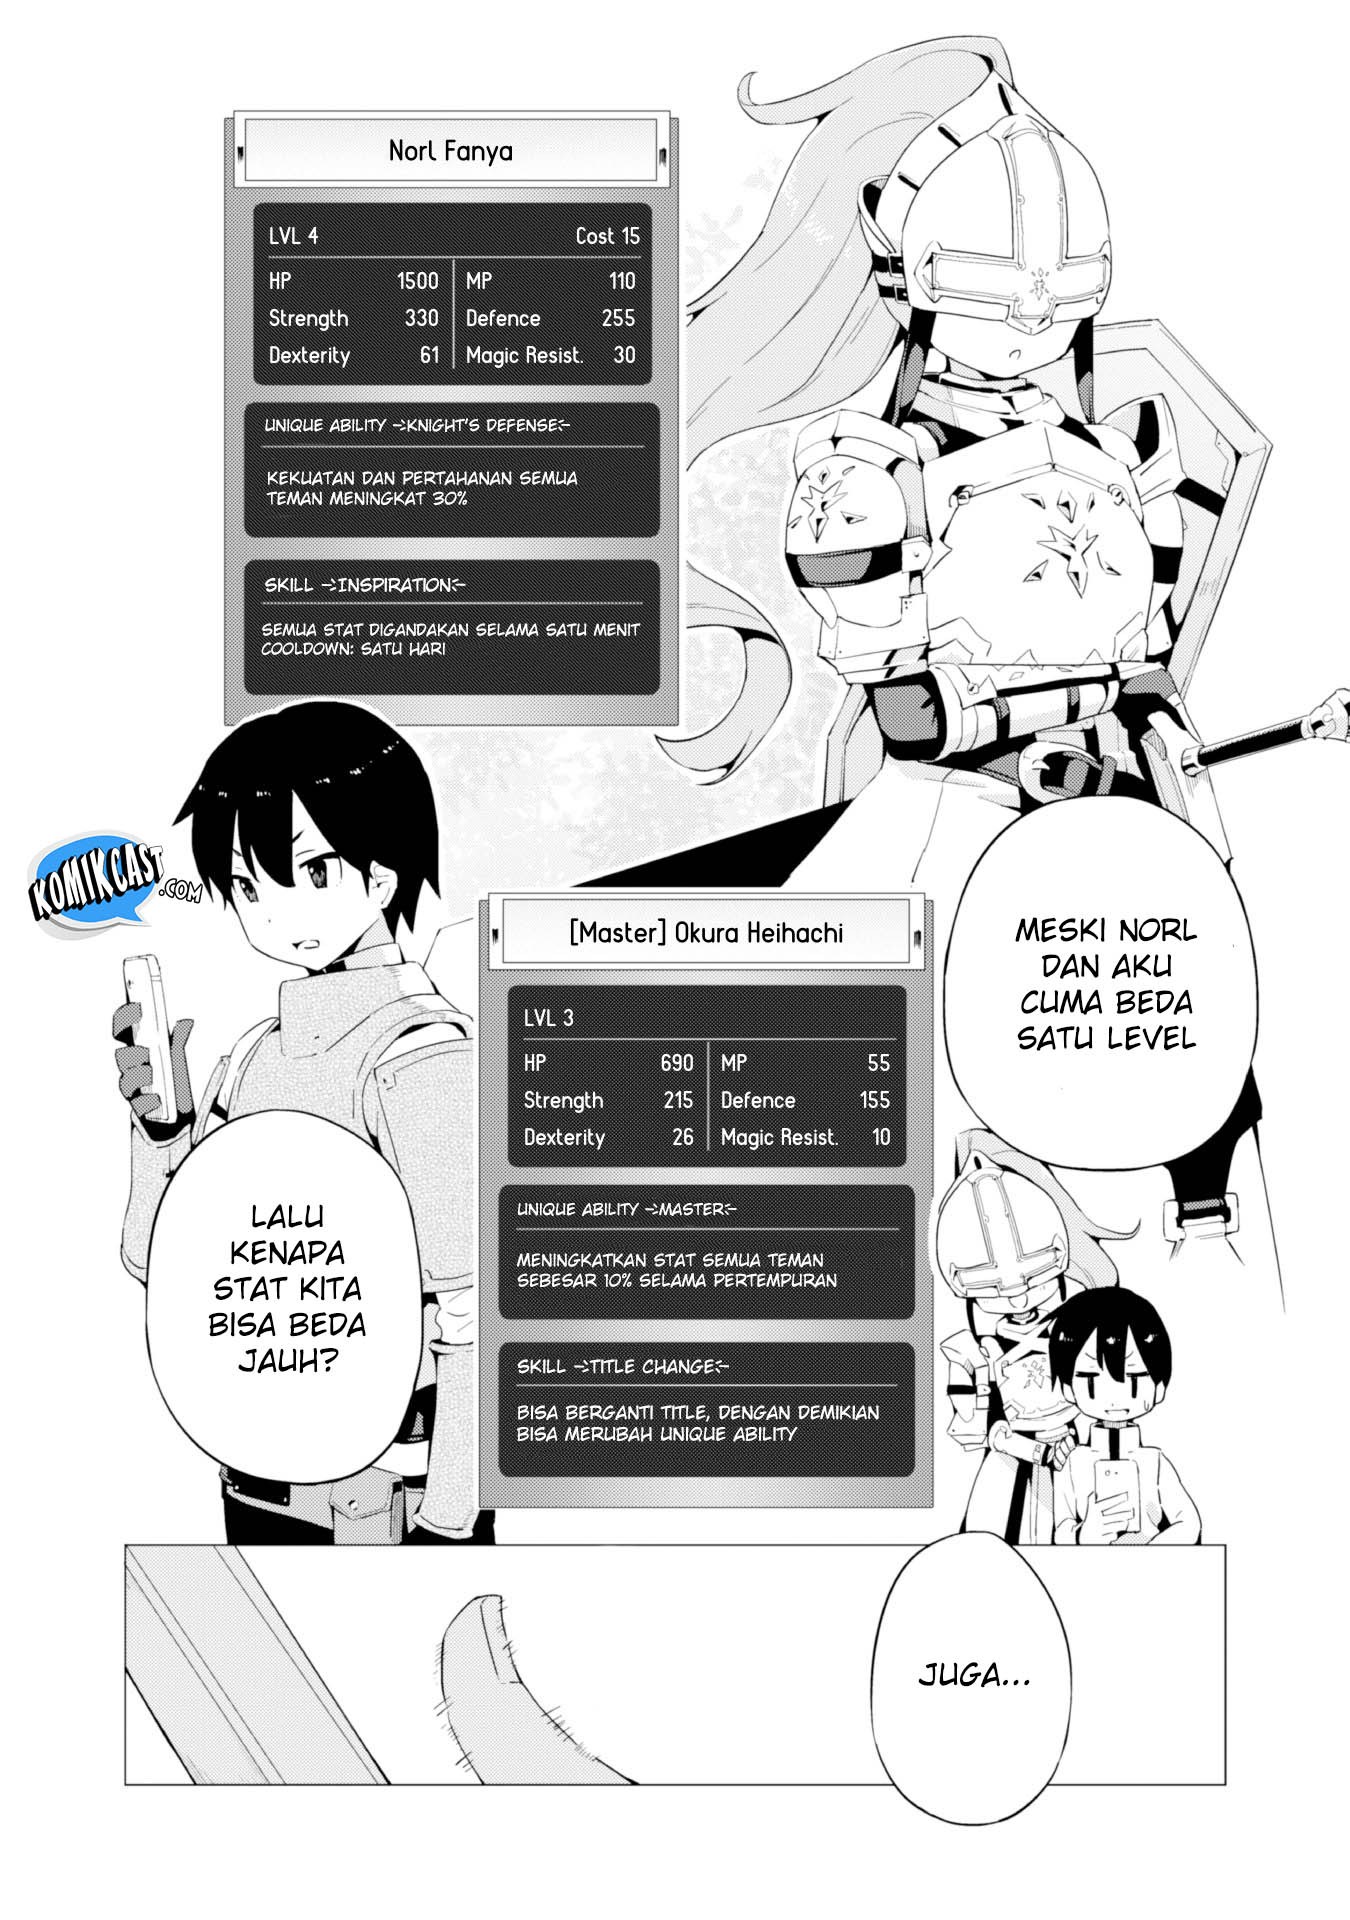 Norl Fanya
LVL 4 Cost 15
HP 1500 MP 110
Strength 330 Defence 255
Dexterity 61 Magic Resist. 30
UNIQUE ABILITY -KNIGHT'S DEFENSE-
KEKUATAN DAN PERTAHANAN SEMUA
TEMAN MENINGKAT 30%
SKILL -INSPIRATION-
SEMUA STAT DIGANDAKAN SELAMA SATU MENIT
COOLDOWN: SATU HARI
KOMIKCAST
.COM
MESKI NORL
DAN AKU
CUMA BEDA
SATU LEVEL
[Master] Okura Heihachi
LVL 3
HP 690 MP 55
Strength 215 Defence 155
Dexterity 26 Magic Resist. 10
UNIQUE ABILITY -MASTER-
MENINGKATKAN STAT SEMUA TEMAN
SEBESAR 10% SELAMA PERTEMPURAN
SKILL -TITLE CHANGE-
BISA BERGANTI TITLE, DENGAN DEMIKIAN
BISA MERUBAH UNIQUE ABILITY
LALU
KENAPA
STAT KITA
BISA BEDA
JAUH?
JUGA...